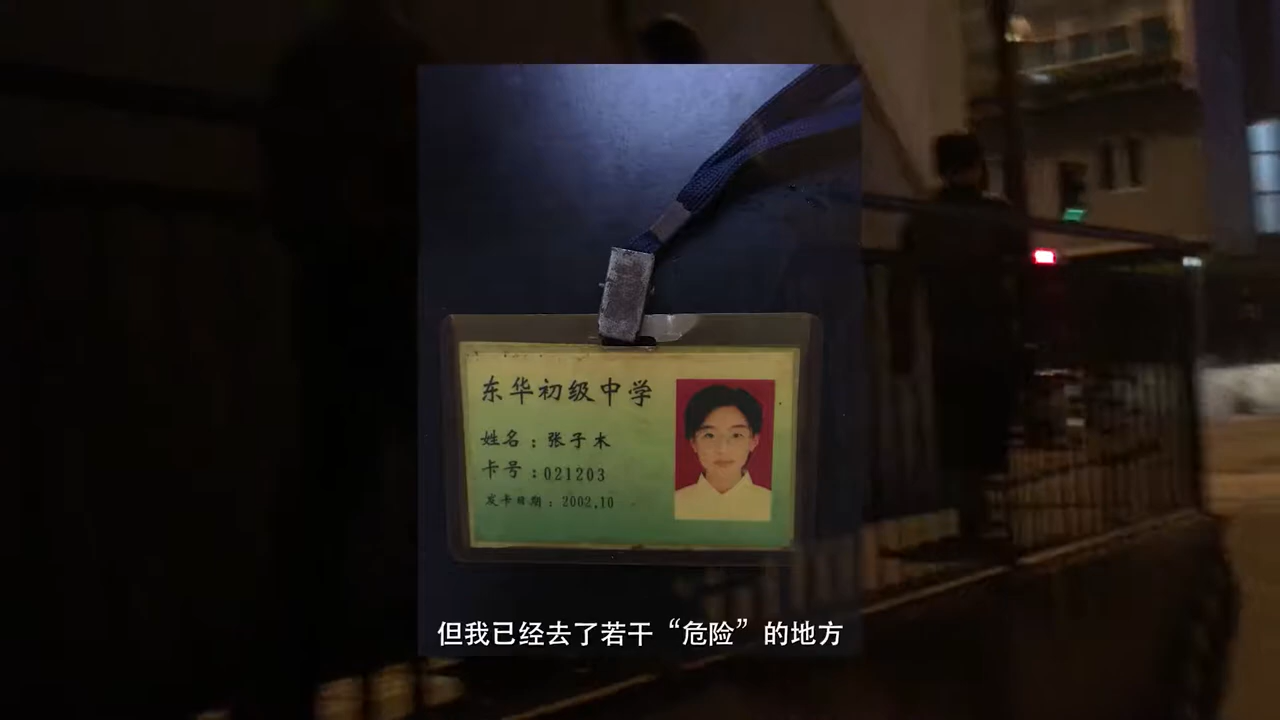 东华初级中学
姓名：张子木
卡号：021203
发卡日期：2002.10
但我已经去了若干“危险”的地方